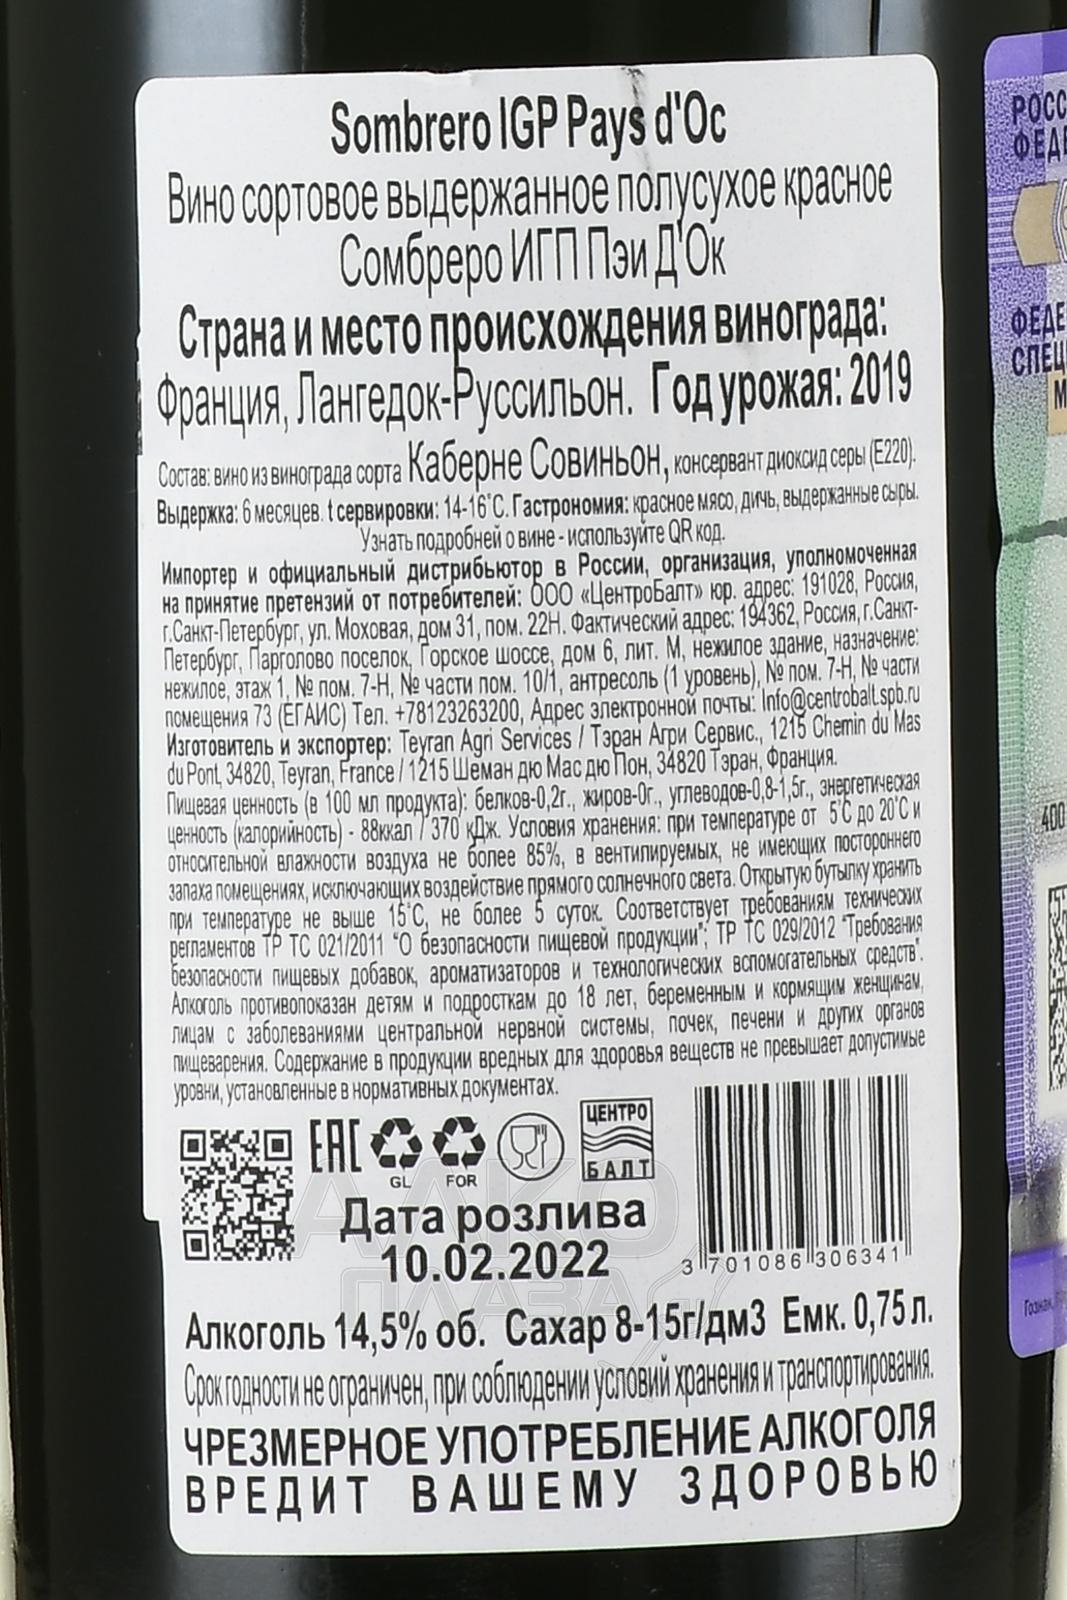 Sombrero IGP Pays d'Oc
Вино сортовое выдержанное полусухое красное
Сомбреро ИГП Пэи Д'Ок
Страна и место происхождения винограда:
Франция, Лангедок-Руссильон. Год урожая: 2019
Состав: вино из винограда сорта Каберне Совиньон, консервант диоксид серы (Е220).
Выдержка: 6 месяцев. t сервировки: 14-16°С. Гастрономия: красное мясо, дичь, выдержанные сыры.
Узнать подробней о вине - используйте QR код.
Импортер и официальный дистрибьютор в России, организация, уполномоченная
на принятие претензий от потребителей: ООО «ЦентроБалт» юр. адрес: 191028, Россия,
г.Санкт-Петербург, ул. Моховая, дом 31, пом. 22Н. Фактический адрес: 194362, Россия, г.Санкт-
Петербург, Парголово поселок, Горское шоссе, дом 6, лит. М, нежилое здание, назначение:
нежилое, этаж 1, № пом. 7-Н, № части пом. 10/1, антресоль (1 уровень), № пом. 7-Н, № части
помещения 73 (ЕГАИС) Тел. +78123263200, Адрес электронной почты: Info@centrobalt.spb.ru
Изготовитель и экспортер: Teyran Agri Services / Тэран Агри Сервис., 1215 Chemin du Mas
du Pont, 34820, Teyran, France / 1215 Шеман дю Мас дю Пон, 34820 Тэран, Франция.
Пищевая ценность (в 100 мл продукта): белков-0,2г., жиров-0г., углеводов-0,8-1,5г., энергетическая
ценность (калорийность) - 88ккал / 370 кДж. Условия хранения: при температуре от 5°С до 20°С и
относительной влажности воздуха не более 85%, в вентилируемых, не имеющих постороннего
запаха помещениях, исключающих воздействие прямого солнечного света. Открытую бутылку хранить
при температуре не выше 15°С, не более 5 суток. Соответствует требованиям технических
регламентов ТР ТС 021/2011 "О безопасности пищевой продукции"; ТР ТС 029/2012 "Требования
безопасности пищевых добавок, ароматизаторов и технологических вспомогательных средств".
Алкоголь противопоказан детям и подросткам до 18 лет, беременным и кормящим женщинам,
лицам с заболеваниями центральной нервной системы, почек, печени и других органов
пищеварения. Содержание в продукции вредных для здоровья веществ не превышает допустимые
уровни, установленные в нормативных документах.
ЕАС
GL
FOR
ЦЕНТРО
БАЛТ
Дата розлива
10.02.2022
3 701086 306341
Алкоголь 14,5% об. Сахар 8-15г/дм3 Емк. 0,75 л.
Срок годности не ограничен, при соблюдении условий хранения и транспортирования.
ЧРЕЗМЕРНОЕ УПОТРЕБЛЕНИЕ АЛКОГОЛЯ
ВРЕДИТ ВАШЕМУ ЗДОРОВЬЮ
АЛКО
ПЛАЗА
РОСС
ФЕДЕ
ФЕДЕ
СПЕЦ
М
400